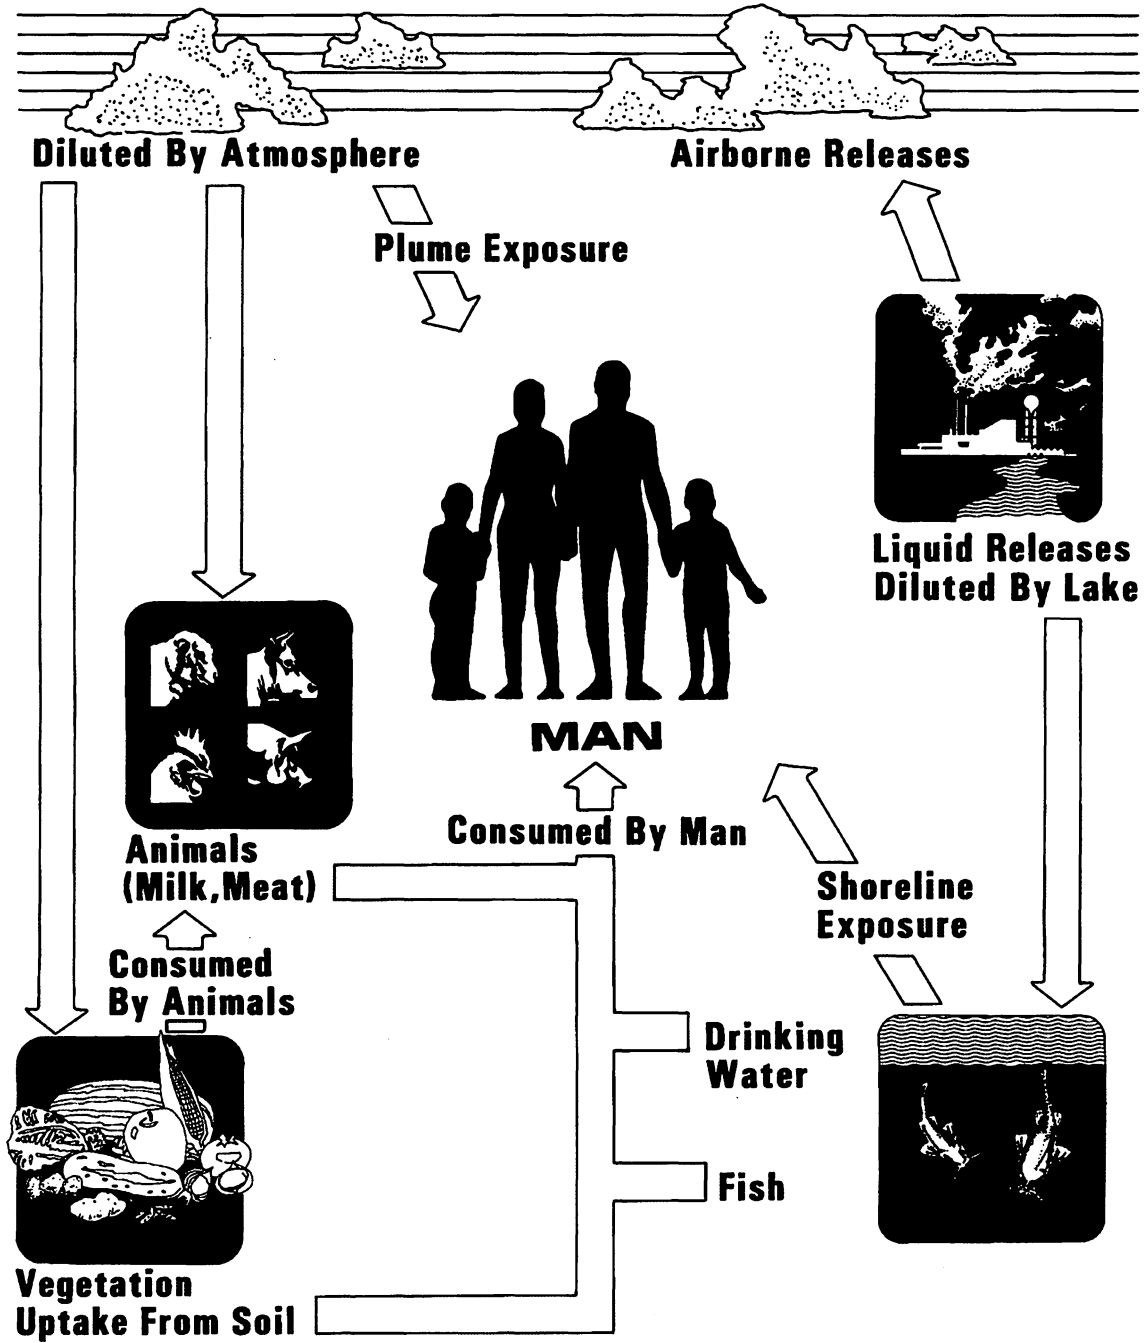 Diluted By Atmosphere
Airborne Releases
Plume Exposure
Liquid Releases
Diluted By Lake
MAN
Consumed By Man
Animals
(Milk,Meat)
Shoreline
Exposure
Consumed
By Animals
Drinking
Water
Fish
Vegetation
Uptake From Soil